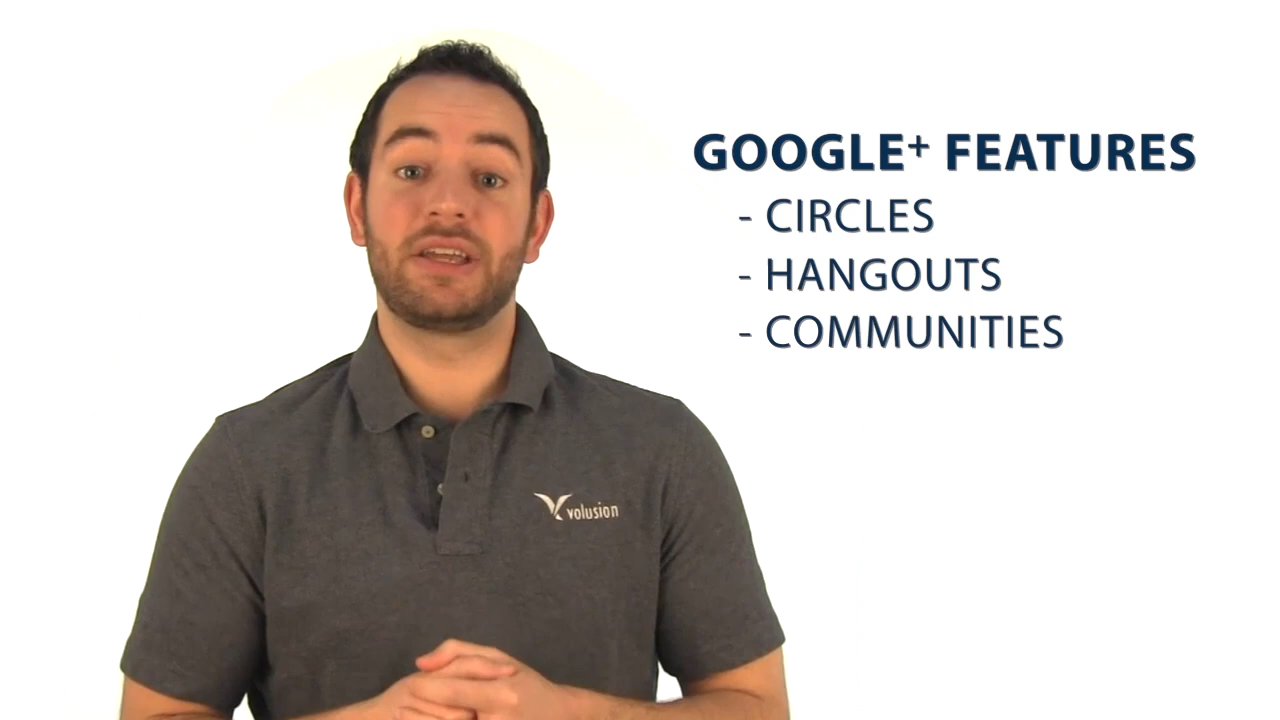 GOOGLE+ FEATURES
- CIRCLES
- HANGOUTS
- COMMUNITIES
volusion